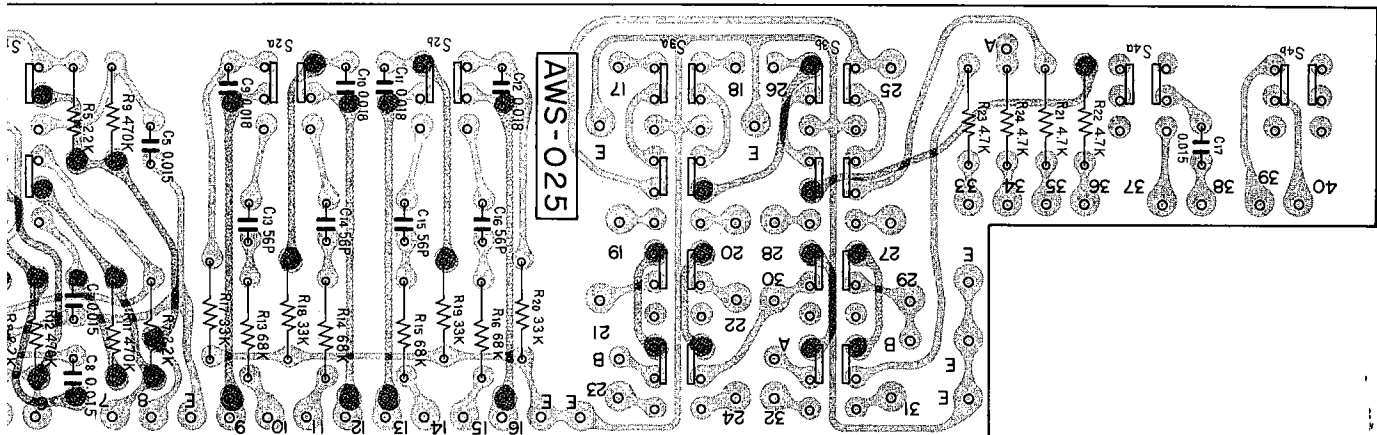 S2a
S2b
S3A
S3b
S4a
S4b
AWS-025
R5 2.2K
R8 470K
C5 0.015
C9 0.018
C10 0.018
C11 0.018
C12 0.018
17
18
26
25
A
R23 4.7K
R24 4.7K
R21 4.7K
R22 4.7K
C17
0.015
E
E
33
34
35
36
37
38
39
40
C13 56P
C14 56P
C15 56P
C16 56P
19
20
28
27
E
30
29
21
22
R17 33K
R13 68K
R18 33K
R14 68K
R15 68K
R19 33K
R16 68K
R20 33K
R12 470K
R11 470K
C8 0.015
B
A
B
E
23
24
32
31
E
7
8
E
9
10
11
12
13
14
15
16
E
E